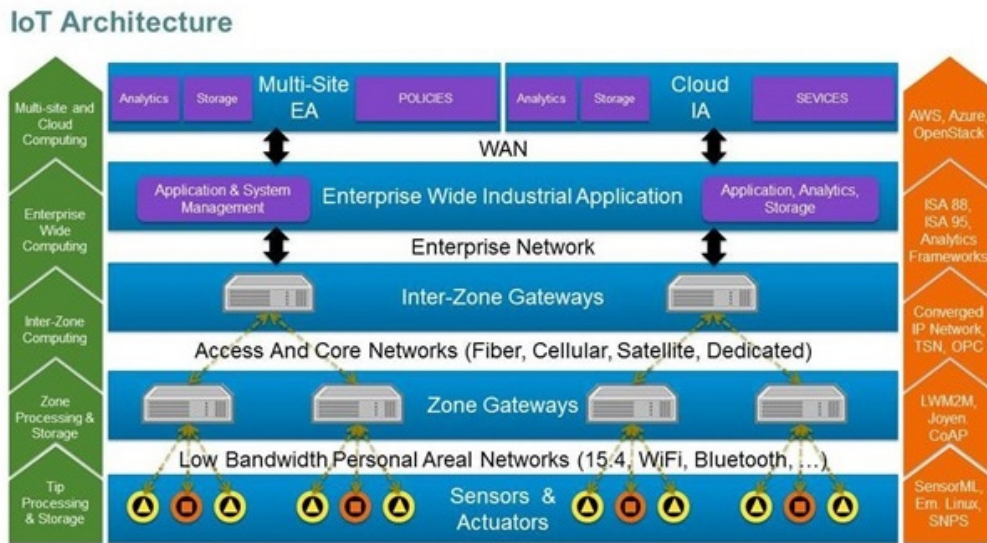 IoT Architecture
Multi-site and
Cloud
Computing
Enterprise
Wide
Computing
Inter-Zone
Computing
Zone
Processing &
Storage
Tip
Processing
& Storage
Analytics
Storage
Multi-Site
EA
POLICIES
Analytics
Storage
Cloud
IA
SEVICES
WAN
Application & System
Management
Enterprise Wide Industrial Application
Application, Analytics,
Storage
Enterprise Network
Inter-Zone Gateways
Access And Core Networks (Fiber, Cellular, Satellite, Dedicated)
Zone Gateways
Low Bandwidth Personal Areal Networks (15.4, WiFi, Bluetooth, ...)
Sensors &
Actuators
AWS, Azure,
OpenStack
ISA 88,
ISA 95,
Analytics
Frameworks
Converged
IP Network,
TSN, OPC
LWM2M,
Joyen.
CoAP
SensorML,
Em. Linux,
SNPS